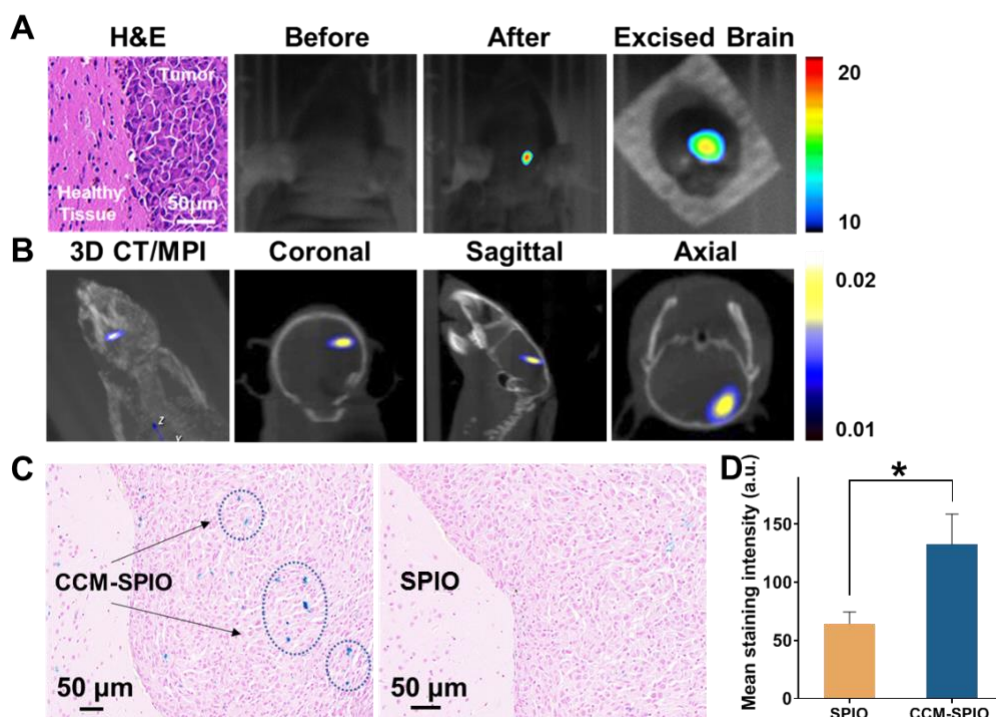 A
H&E
Before
After
Excised Brain
Tumor
Healthy
Tissue
50μm
20
10
B
3D CT/MPI
Coronal
Sagittal
Axial
z
Y
0.02
0.01
C
CCM-SPIO
50 μm
SPIO
50 μm
D
*
Mean staining intensity (a.u.)
150
100
50
0
SPIO
CCM-SPIO